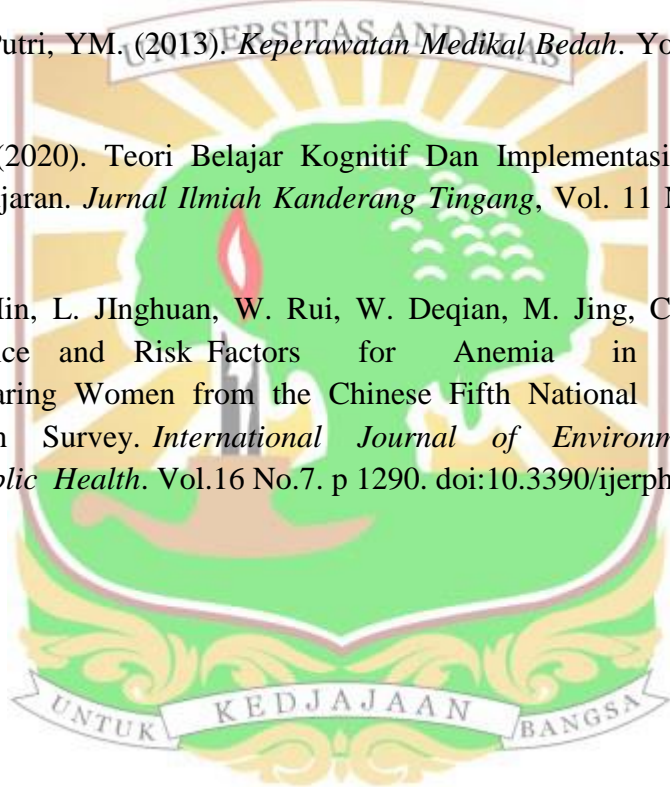 Putri, YM. (2013). Keperawatan Medikal Bedah. Yo
UNIVERSITAS ANDALAS
(2020). Teori Belajar Kognitif Dan Implementasi
jaran. Jurnal Ilmiah Kanderang Tingang, Vol. 11
in, L. JInghuan, W. Rui, W. Deqian, M. Jing, C
ce and Risk Factors for Anemia in
aring Women from the Chinese Fifth National
n Survey. International Journal of Environm
blic Health. Vol.16 No.7. p 1290. doi:10.3390/ijerph
UNTUK KEDJAJAAN BANGSA